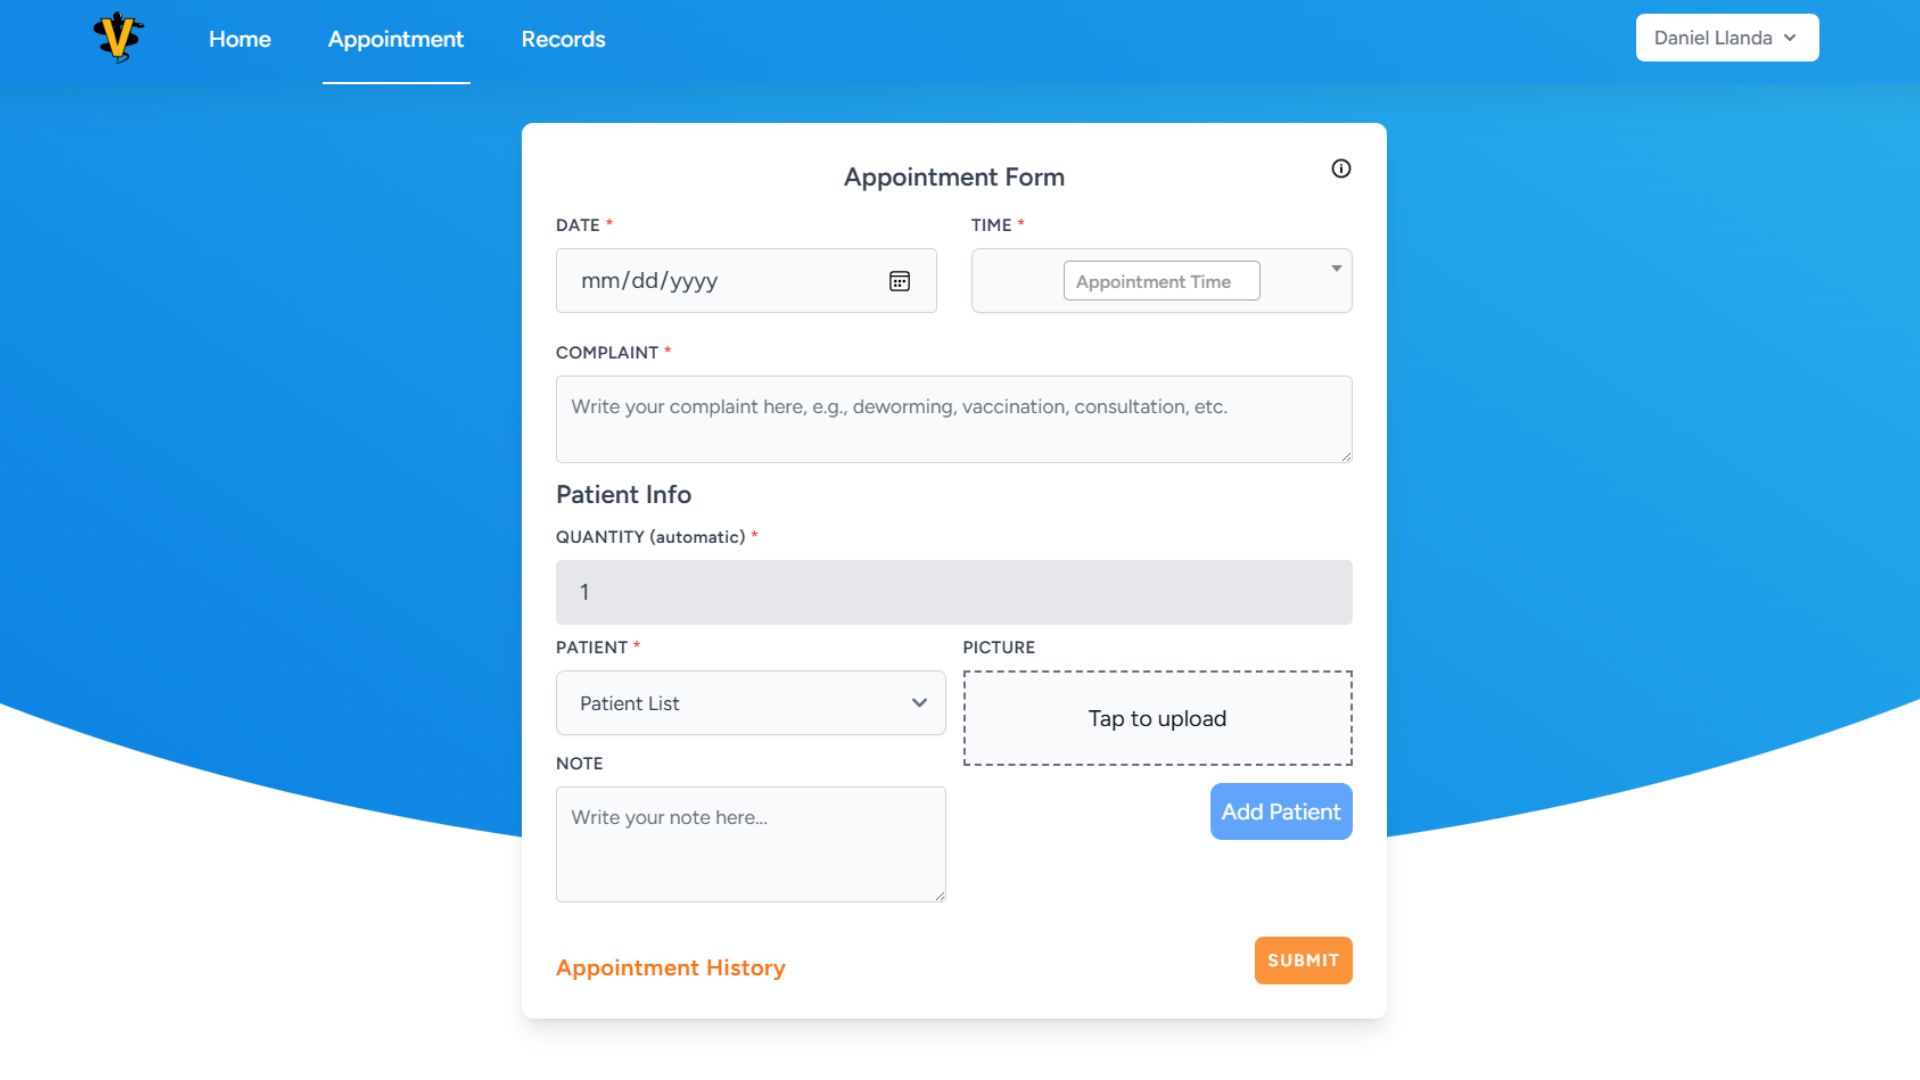 V
Home
Appointment
Records
Daniel Llanda
Appointment Form
DATE *
TIME *
mm/dd/yyyy
Appointment Time
COMPLAINT *
Write your complaint here, e.g., deworming, vaccination, consultation, etc.
Patient Info
QUANTITY (automatic) *
1
PATIENT *
PICTURE
Patient List
Tap to upload
NOTE
Write your note here...
Add Patient
Appointment History
SUBMIT